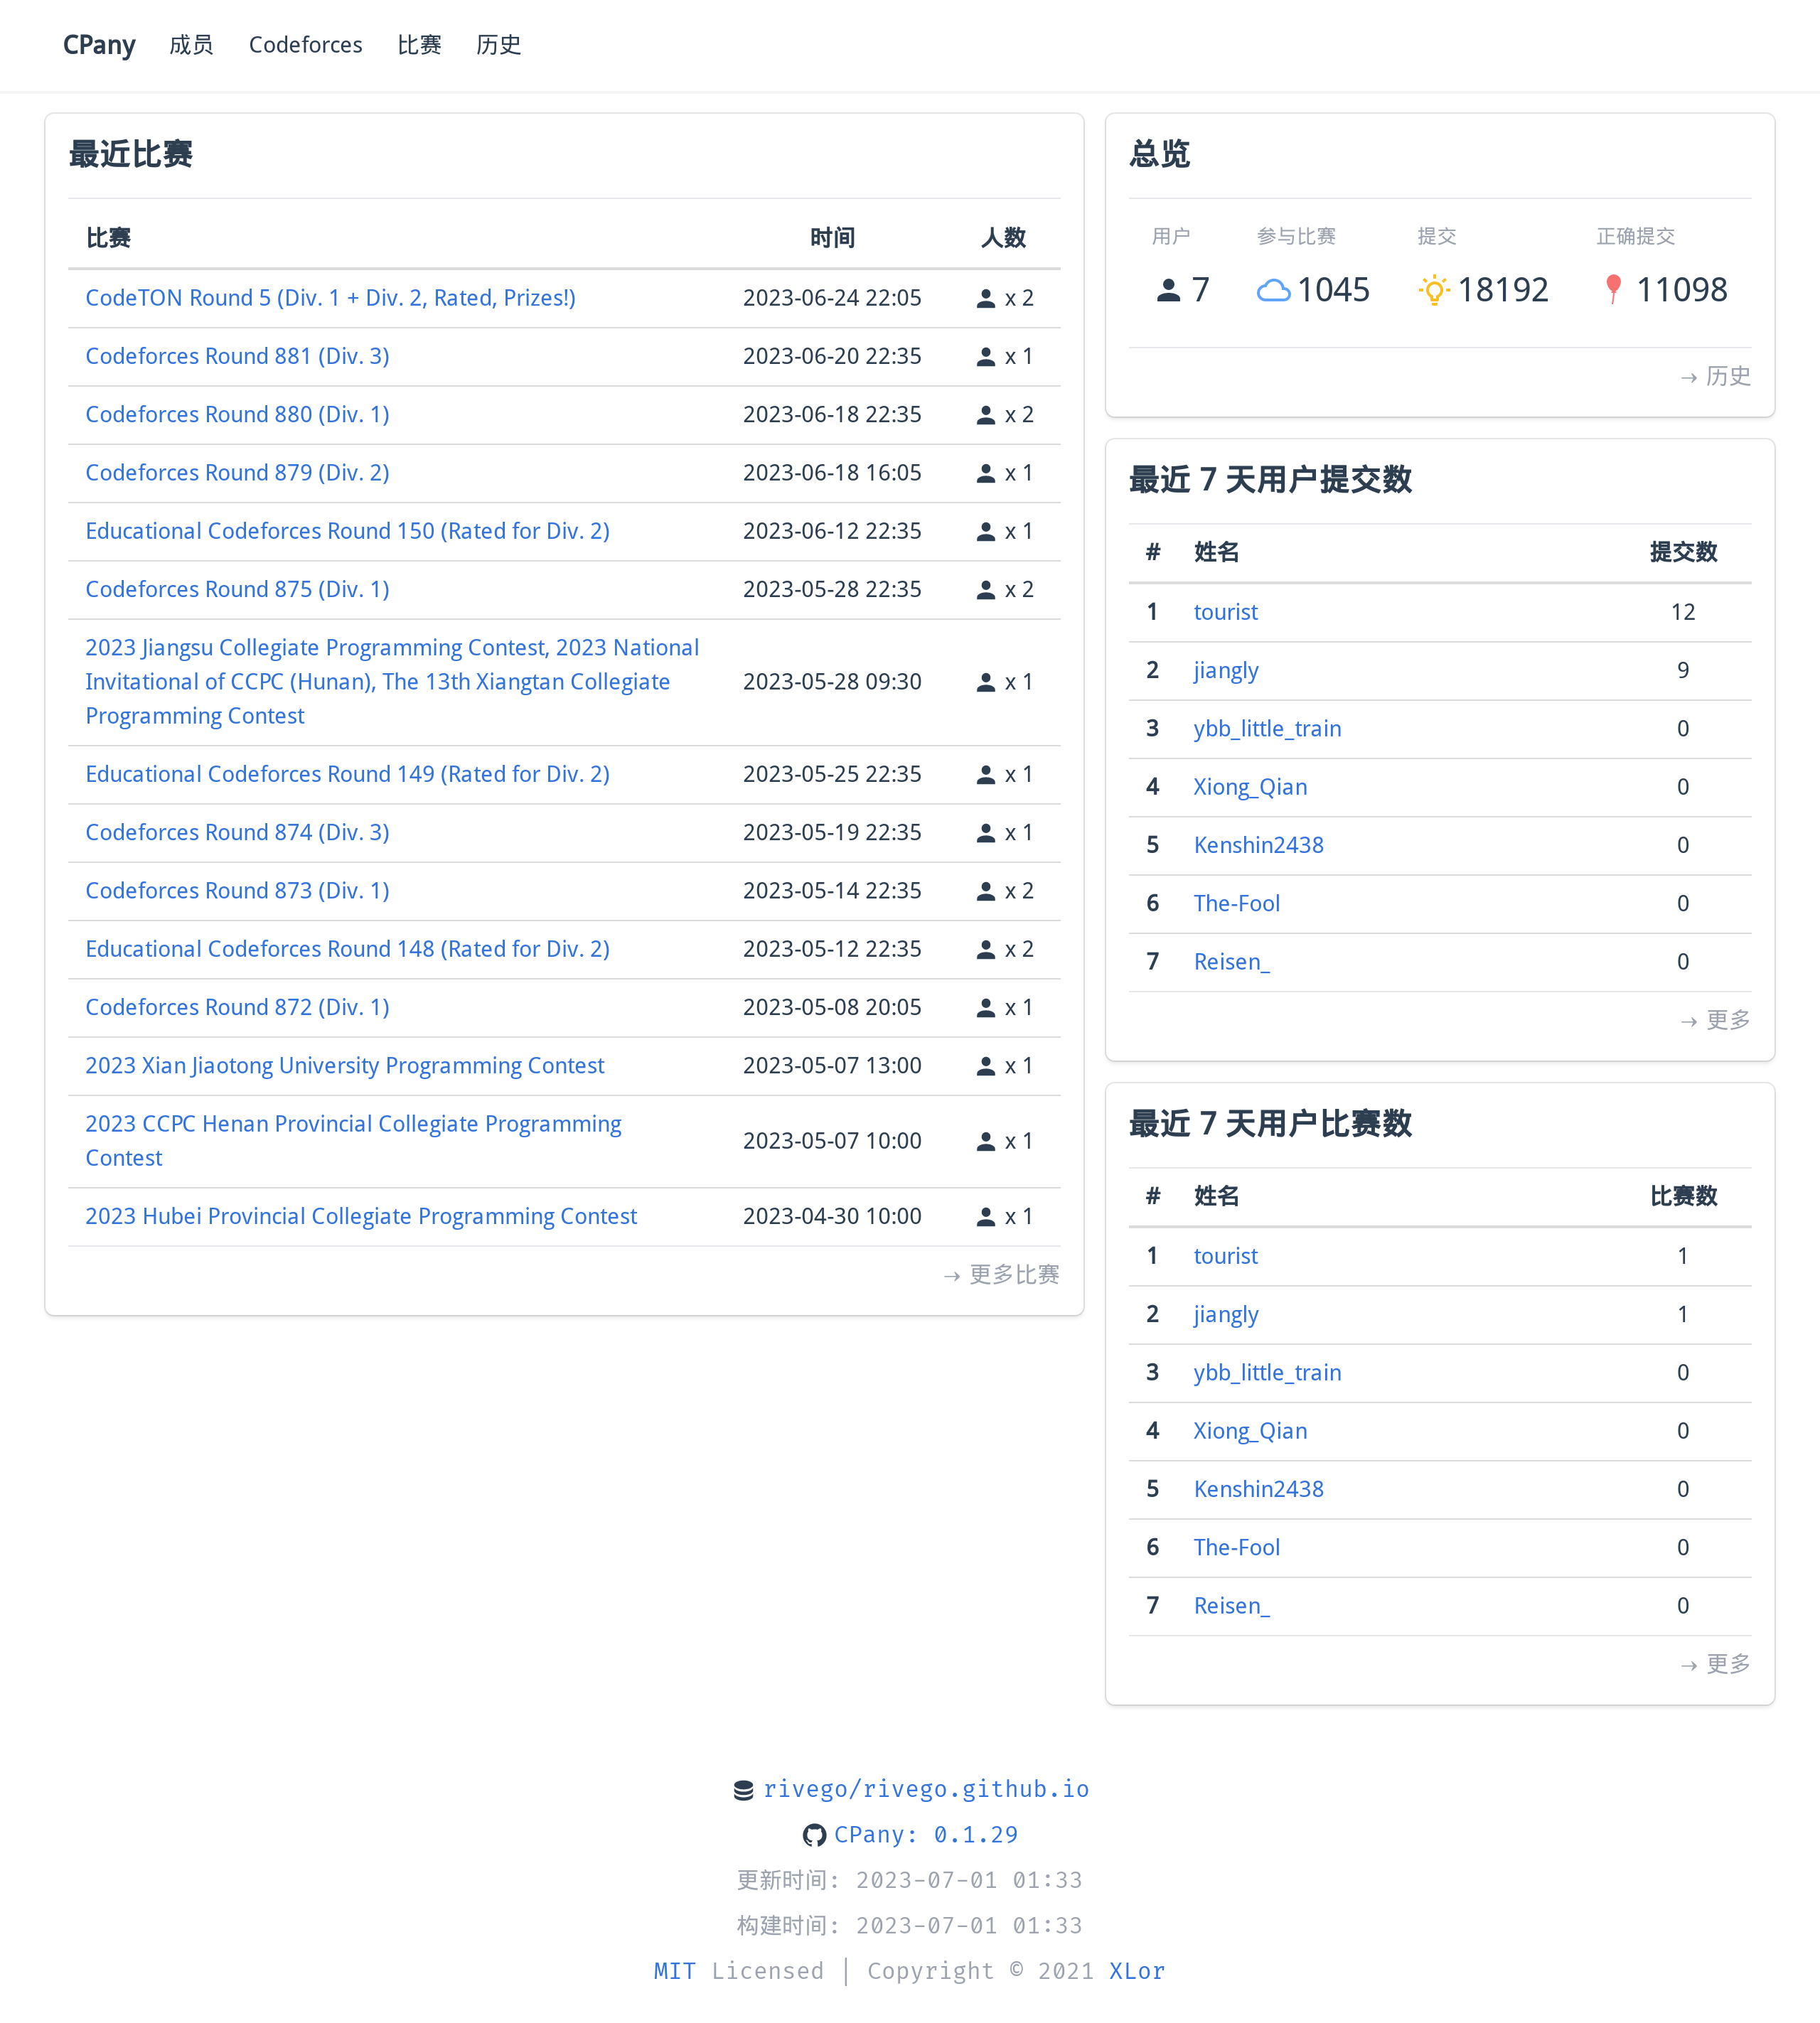 CPany 成员 Codeforces 比赛 历史
最近比赛
比赛 时间 人数
CodeTON Round 5 (Div. 1 + Div. 2, Rated, Prizes!) 2023-06-24 22:05 x 2
Codeforces Round 881 (Div. 3) 2023-06-20 22:35 x 1
Codeforces Round 880 (Div. 1) 2023-06-18 22:35 x 2
Codeforces Round 879 (Div. 2) 2023-06-18 16:05 x 1
Educational Codeforces Round 150 (Rated for Div. 2) 2023-06-12 22:35 x 1
Codeforces Round 875 (Div. 1) 2023-05-28 22:35 x 2
2023 Jiangsu Collegiate Programming Contest, 2023 National
Invitational of CCPC (Hunan), The 13th Xiangtan Collegiate 2023-05-28 09:30 x 1
Programming Contest
Educational Codeforces Round 149 (Rated for Div. 2) 2023-05-25 22:35 x 1
Codeforces Round 874 (Div. 3) 2023-05-19 22:35 x 1
Codeforces Round 873 (Div. 1) 2023-05-14 22:35 x 2
Educational Codeforces Round 148 (Rated for Div. 2) 2023-05-12 22:35 x 2
Codeforces Round 872 (Div. 1) 2023-05-08 20:05 x 1
2023 Xian Jiaotong University Programming Contest 2023-05-07 13:00 x 1
2023 CCPC Henan Provincial Collegiate Programming
Contest 2023-05-07 10:00 x 1
2023 Hubei Provincial Collegiate Programming Contest 2023-04-30 10:00 x 1
→ 更多比赛
总览
用户 参与比赛 提交 正确提交
7 1045 18192 11098
→ 历史
最近 7 天用户提交数
# 姓名 提交数
1 tourist 12
2 jiangly 9
3 ybb_little_train 0
4 Xiong_Qian 0
5 Kenshin2438 0
6 The-Fool 0
7 Reisen_ 0
→ 更多
最近 7 天用户比赛数
# 姓名 比赛数
1 tourist 1
2 jiangly 1
3 ybb_little_train 0
4 Xiong_Qian 0
5 Kenshin2438 0
6 The-Fool 0
7 Reisen_ 0
→ 更多
rivego/rivego.github.io
CPany: 0.1.29
更新时间: 2023-07-01 01:33
构建时间: 2023-07-01 01:33
MIT Licensed | Copyright © 2021 XLor